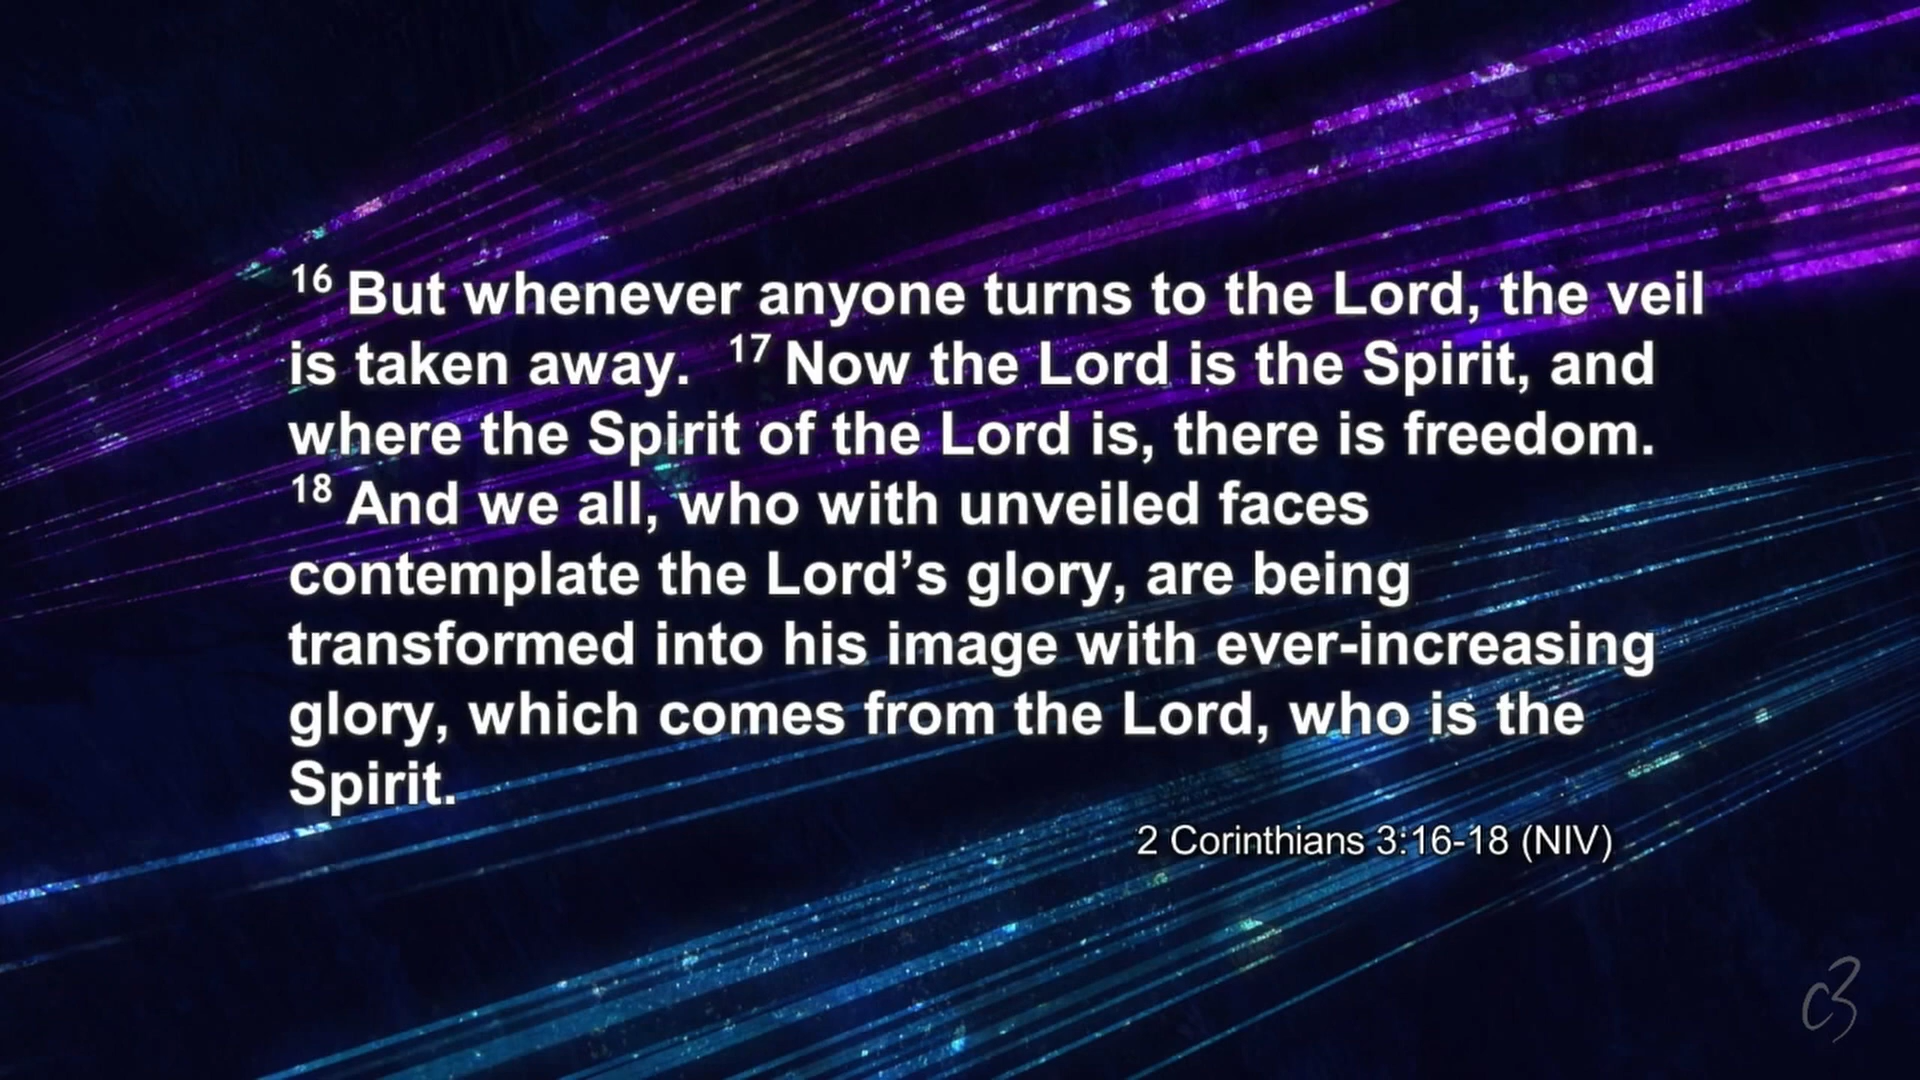 16 But whenever anyone turns to the Lord, the veil
is taken away. 17 Now the Lord is the Spirit, and
where the Spirit of the Lord is, there is freedom.
18 And we all, who with unveiled faces
contemplate the Lord’s glory, are being
transformed into his image with ever-increasing
glory, which comes from the Lord, who is the
Spirit.
2 Corinthians 3:16-18 (NIV)
c3